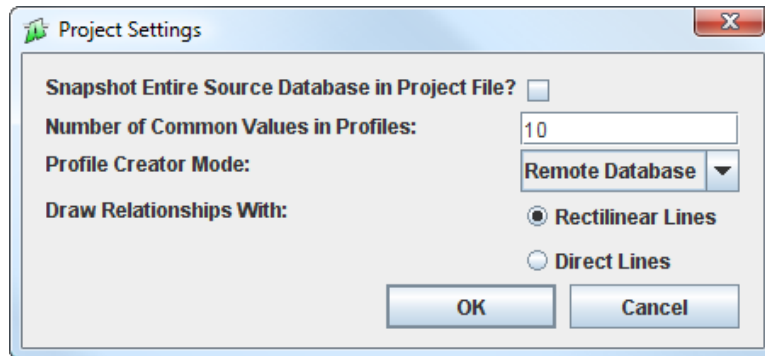 Project Settings
Snapshot Entire Source Database in Project File?
Number of Common Values in Profiles: 10
Profile Creator Mode: Remote Database
Draw Relationships With: Rectilinear Lines
Direct Lines
OK Cancel